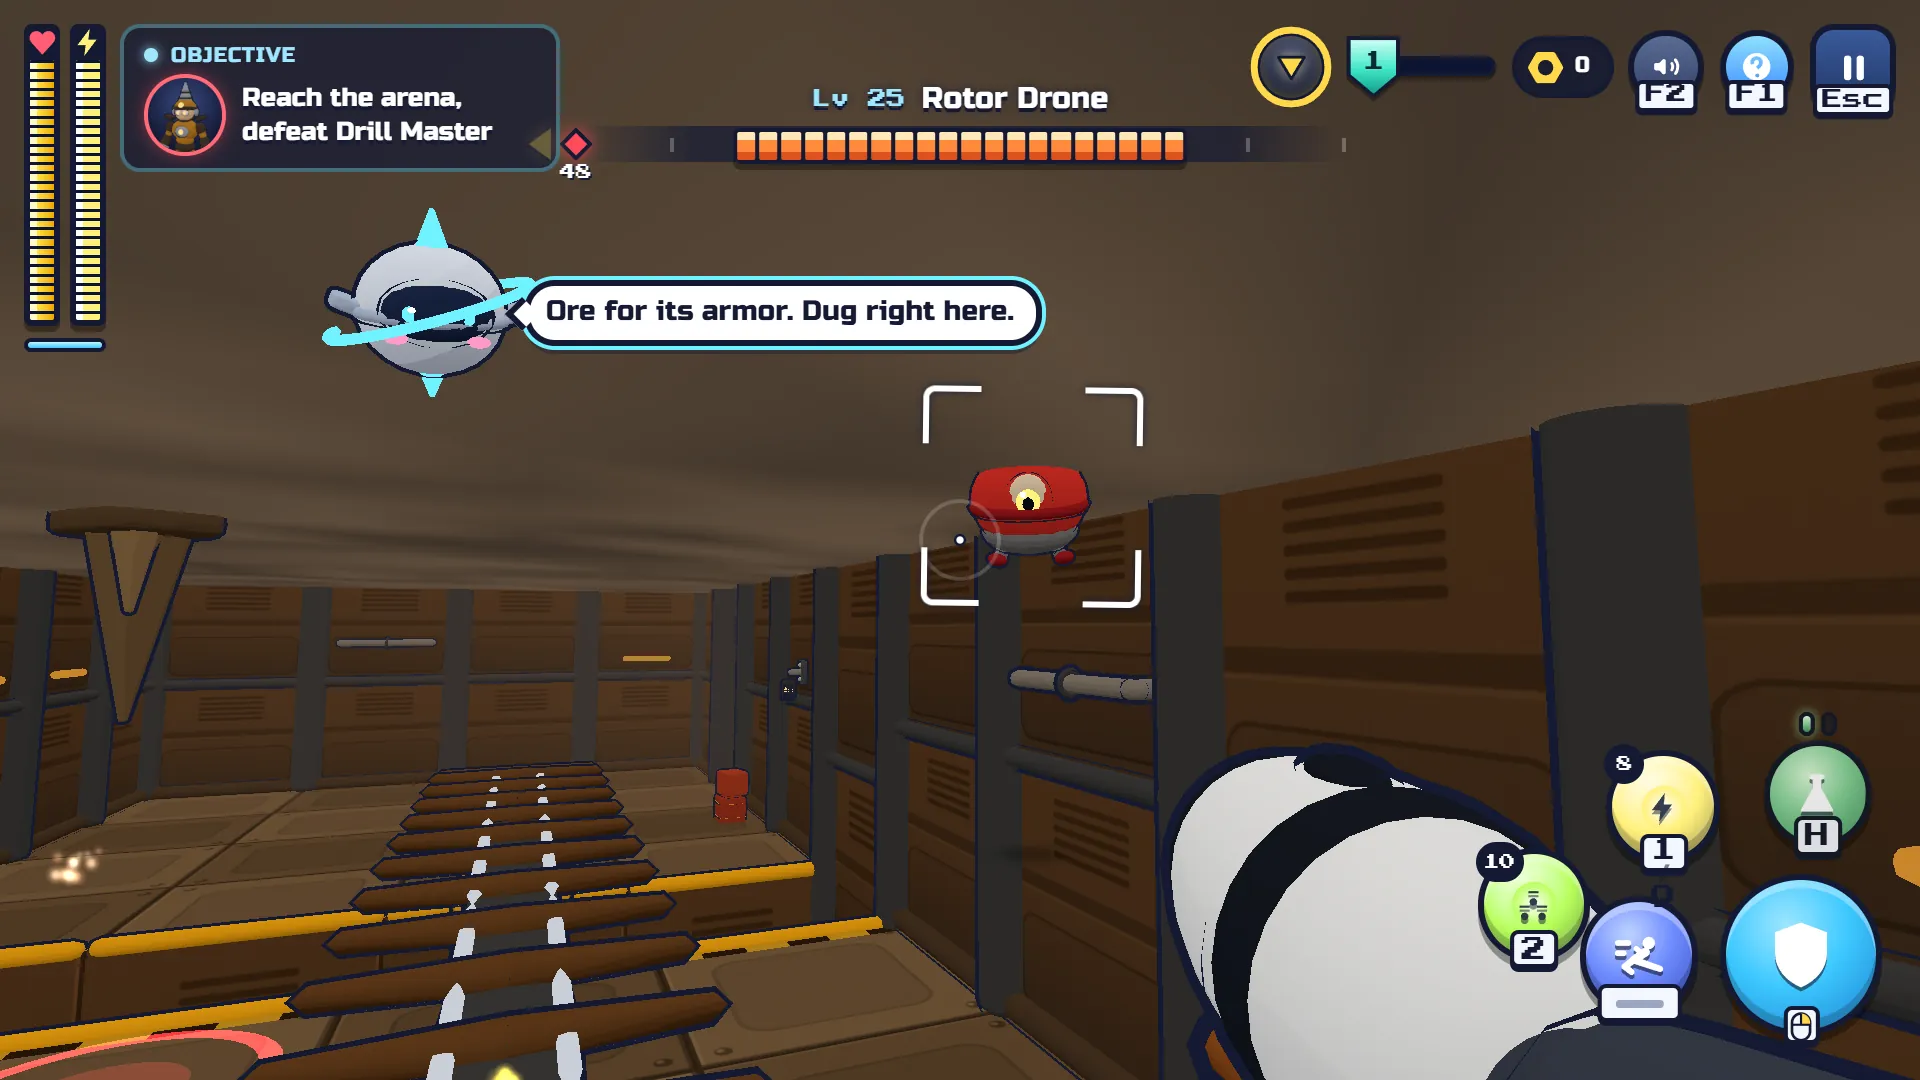 OBJECTIVE
Reach the arena,
defeat Drill Master
48
Lv 25 Rotor Drone
1
0
F2
F1
Esc
Ore for its armor. Dug right here.
8
1
H
10
2